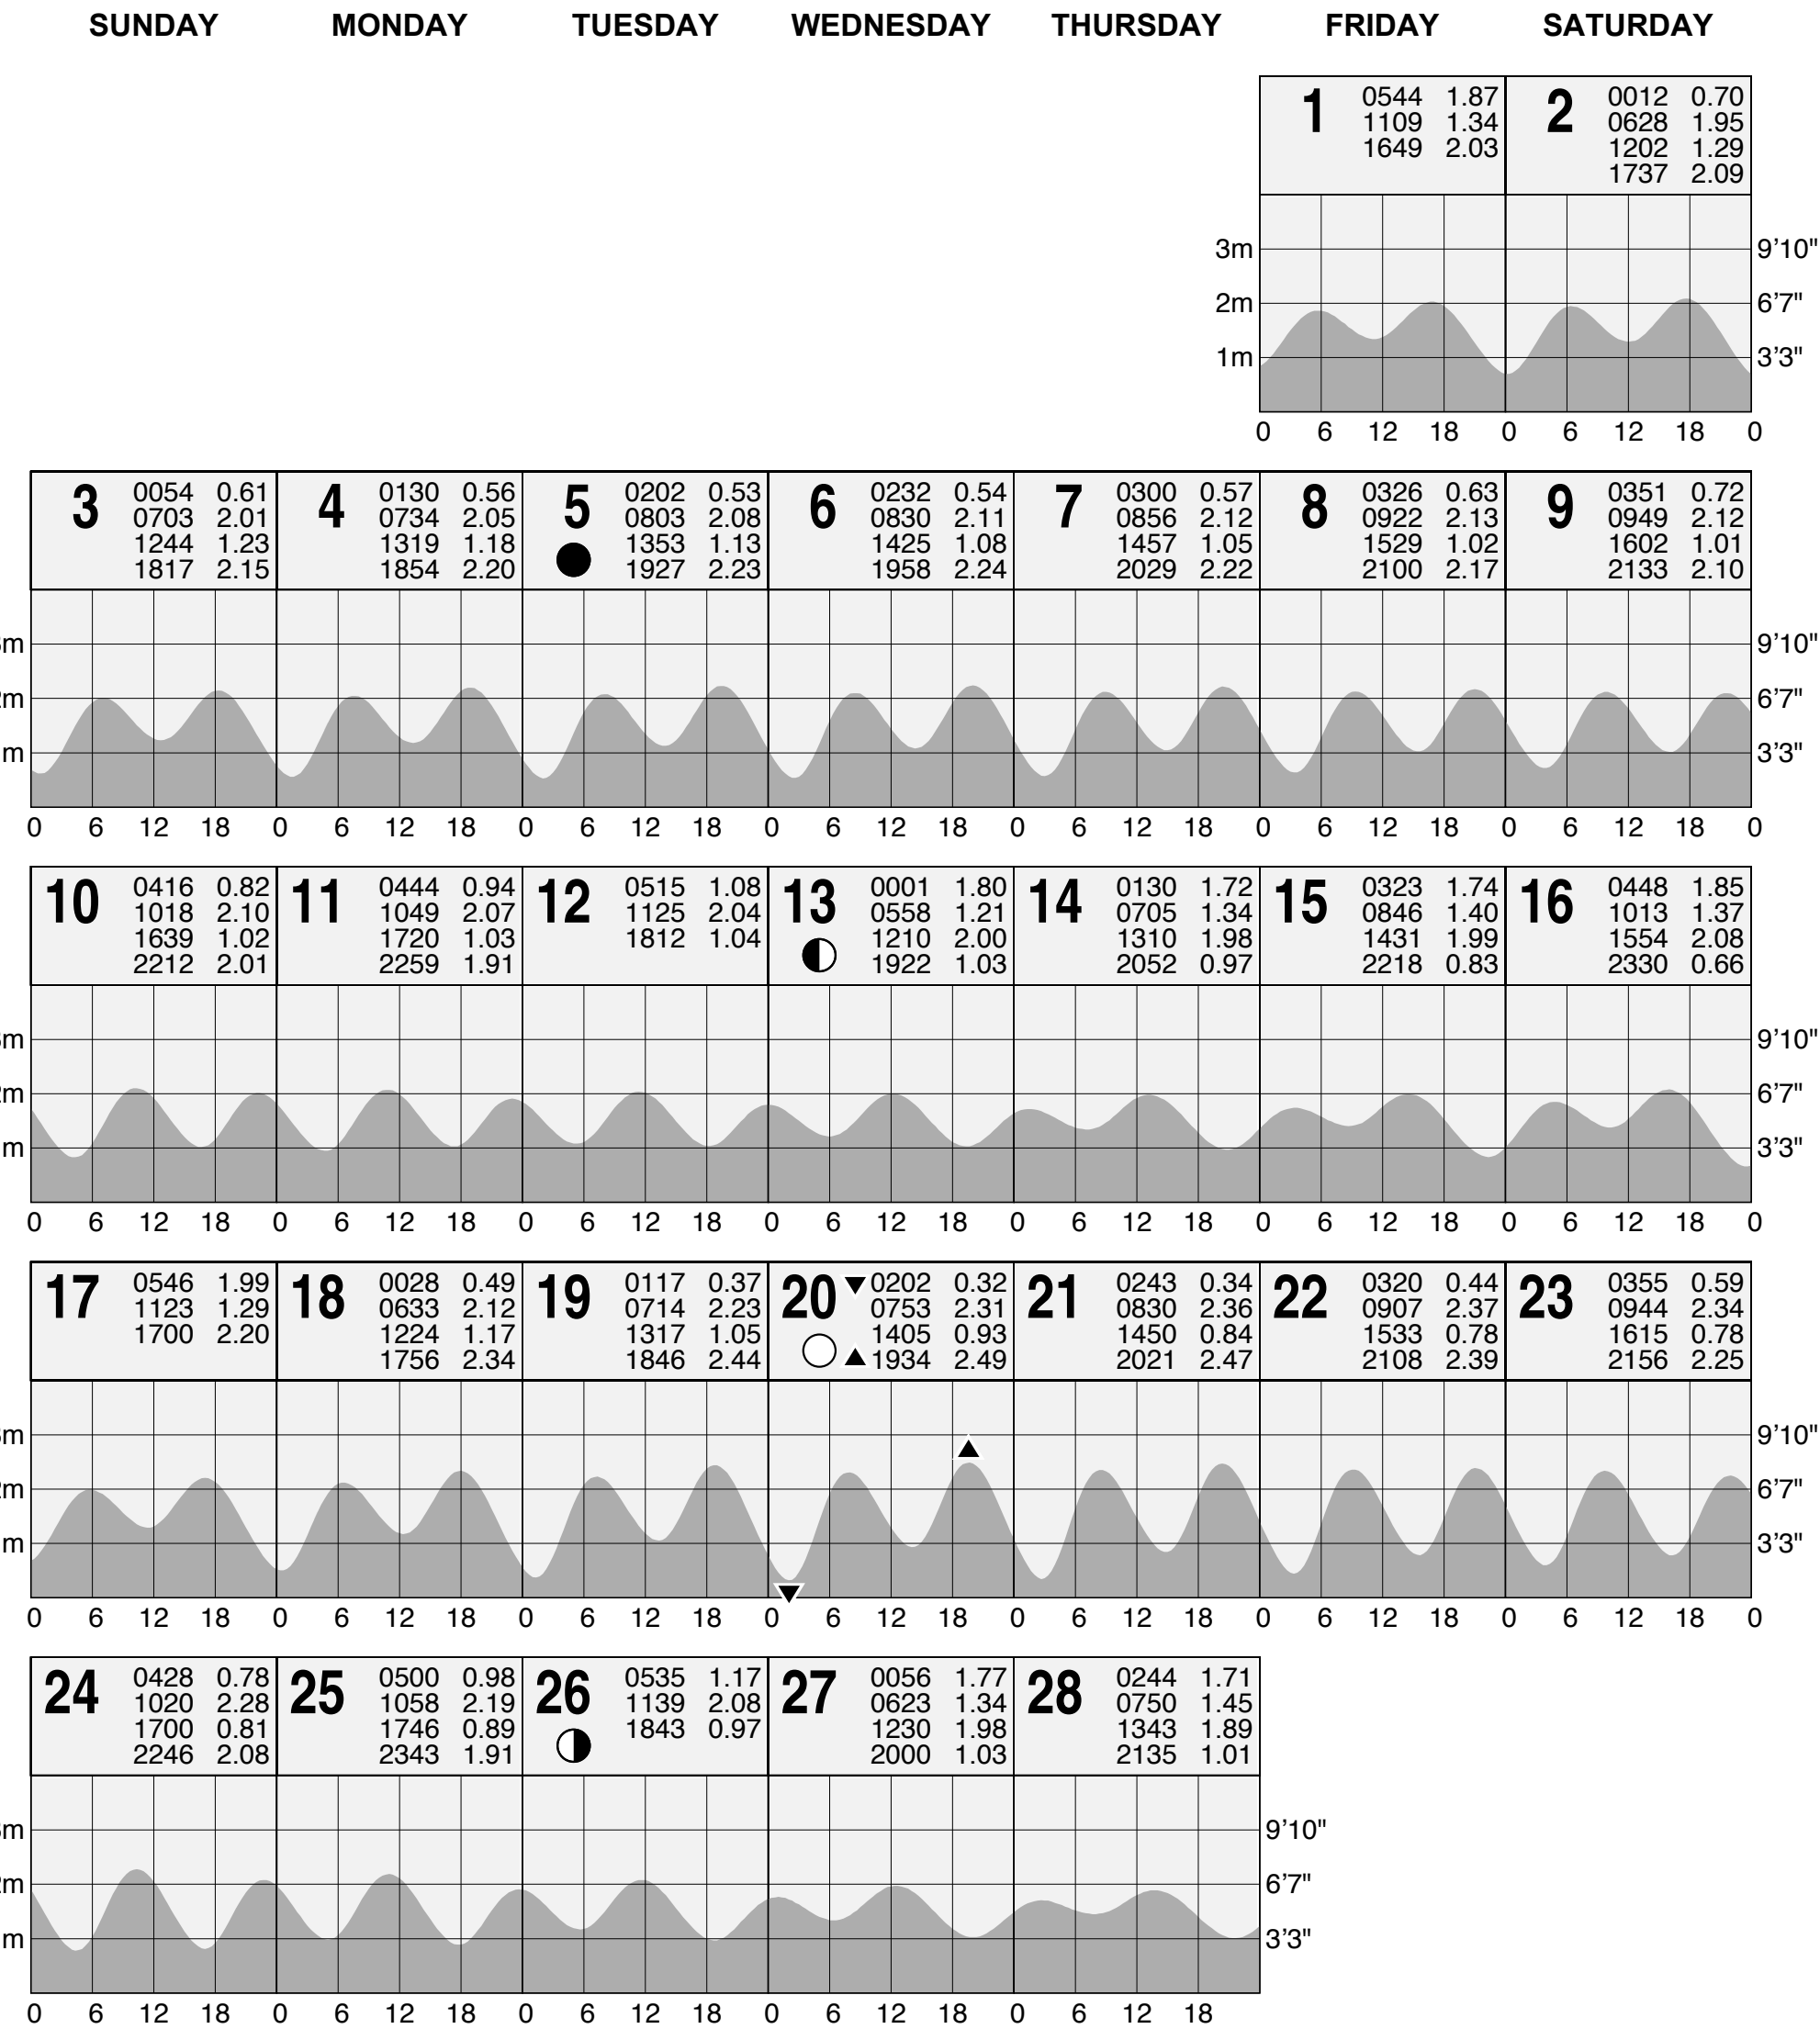 SUNDAY MONDAY TUESDAY WEDNESDAY THURSDAY FRIDAY SATURDAY
1 0544 1.87 2 0012 0.70
1109 1.34 0628 1.95
1649 2.03 1202 1.29
1737 2.09
3m 9'10"
2m 6'7"
1m 3'3"
0 6 12 18 0 6 12 18 0
3 0054 0.61 4 0130 0.56 5 0202 0.53 6 0232 0.54 7 0300 0.57 8 0326 0.63 9 0351 0.72
0703 2.01 0734 2.05 0803 2.08 0830 2.11 0856 2.12 0922 2.13 0949 2.12
1244 1.23 1319 1.18 1353 1.13 1425 1.08 1457 1.05 1529 1.02 1602 1.01
1817 2.15 1854 2.20 1927 2.23 1958 2.24 2029 2.22 2100 2.17 2133 2.10
m 9'10"
m 6'7"
m 3'3"
0 6 12 18 0 6 12 18 0 6 12 18 0 6 12 18 0 6 12 18 0 6 12 18 0 6 12 18 0
10 0416 0.82 11 0444 0.94 12 0515 1.08 13 0001 1.80 14 0130 1.72 15 0323 1.74 16 0448 1.85
1018 2.10 1049 2.07 1125 2.04 0558 1.21 0705 1.34 0846 1.40 1013 1.37
1639 1.02 1720 1.03 1812 1.04 1210 2.00 1310 1.98 1431 1.99 1554 2.08
2212 2.01 2259 1.91 1922 1.03 2052 0.97 2218 0.83 2330 0.66
m 9'10"
m 6'7"
m 3'3"
0 6 12 18 0 6 12 18 0 6 12 18 0 6 12 18 0 6 12 18 0 6 12 18 0 6 12 18 0
17 0546 1.99 18 0028 0.49 19 0117 0.37 20 0202 0.32 21 0243 0.34 22 0320 0.44 23 0355 0.59
1123 1.29 0633 2.12 0714 2.23 0753 2.31 0830 2.36 0907 2.37 0944 2.34
1700 2.20 1224 1.17 1317 1.05 1405 0.93 1450 0.84 1533 0.78 1615 0.78
1756 2.34 1846 2.44 1934 2.49 2021 2.47 2108 2.39 2156 2.25
m 9'10"
m 6'7"
m 3'3"
0 6 12 18 0 6 12 18 0 6 12 18 0 6 12 18 0 6 12 18 0 6 12 18 0 6 12 18 0
24 0428 0.78 25 0500 0.98 26 0535 1.17 27 0056 1.77 28 0244 1.71
1020 2.28 1058 2.19 1139 2.08 0623 1.34 0750 1.45
1700 0.81 1746 0.89 1843 0.97 1230 1.98 1343 1.89
2246 2.08 2343 1.91 2000 1.03 2135 1.01
m 9'10"
m 6'7"
m 3'3"
0 6 12 18 0 6 12 18 0 6 12 18 0 6 12 18 0 6 12 18